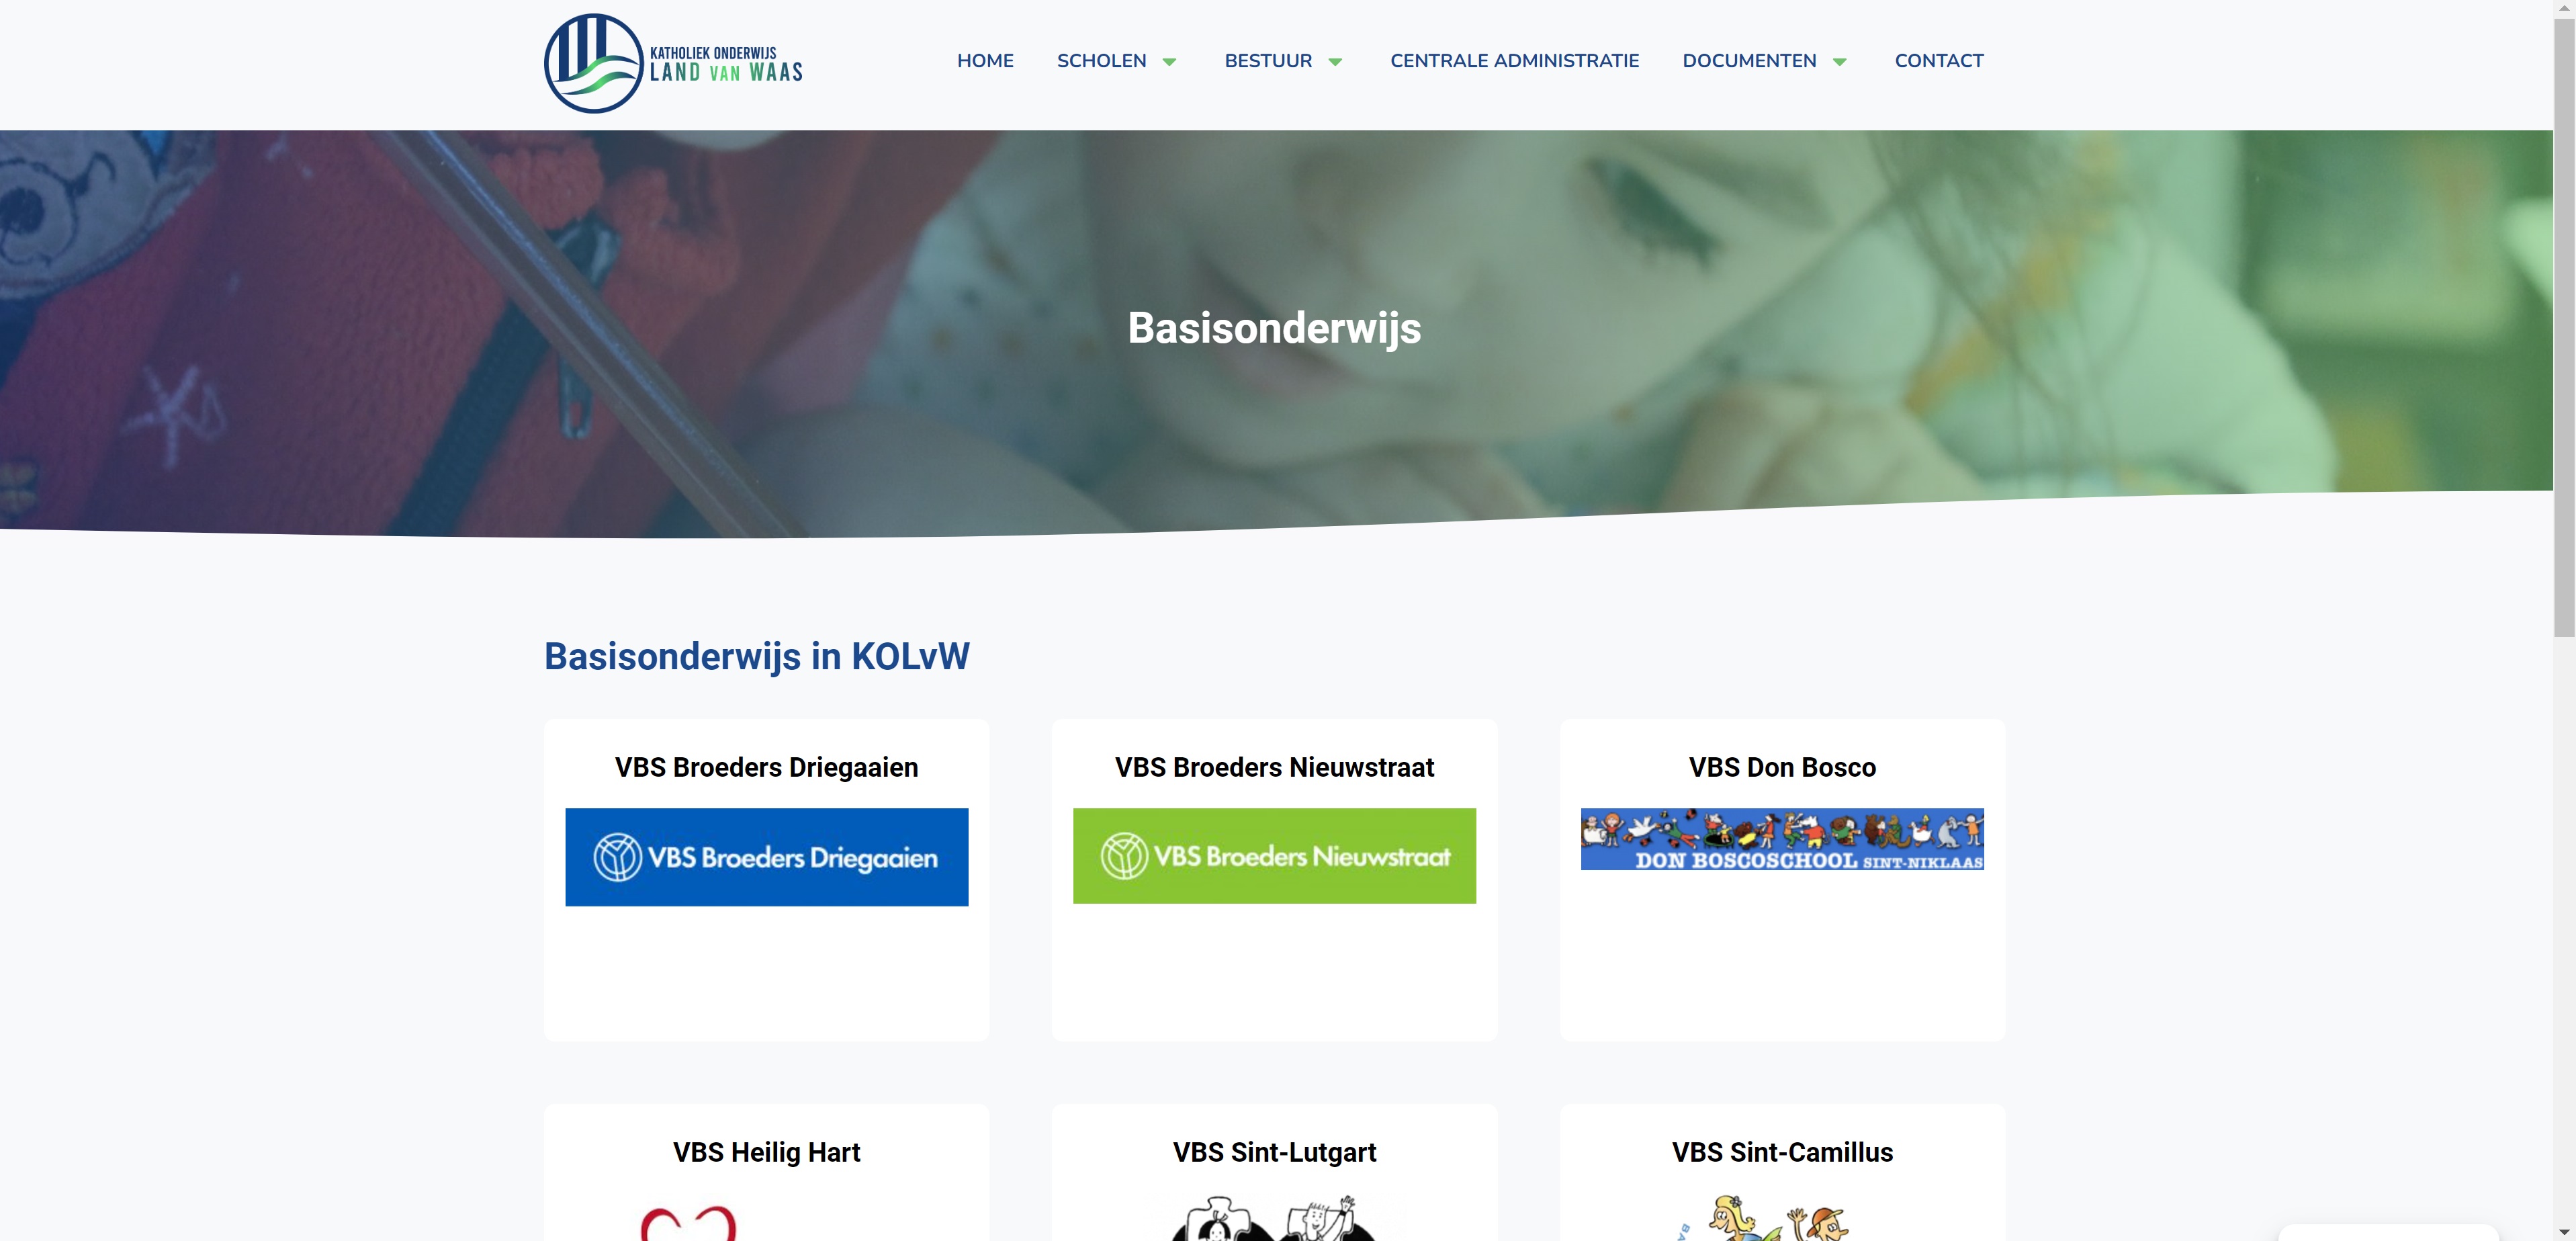 KATHOLIEK ONDERWIJS
LAND VAN WAAS
HOME SCHOLEN BESTUUR CENTRALE ADMINISTRATIE DOCUMENTEN CONTACT
Basisonderwijs
Basisonderwijs in KOLvW
VBS Broeders Driegaaien
VBS Broeders Nieuwstraat
VBS Don Bosco
VBS Broeders Driegaaien
VBS Broeders Nieuwstraat
DON BOSCOSCHOOL SINT-NIKLAAS
VBS Heilig Hart
VBS Sint-Lutgart
VBS Sint-Camillus